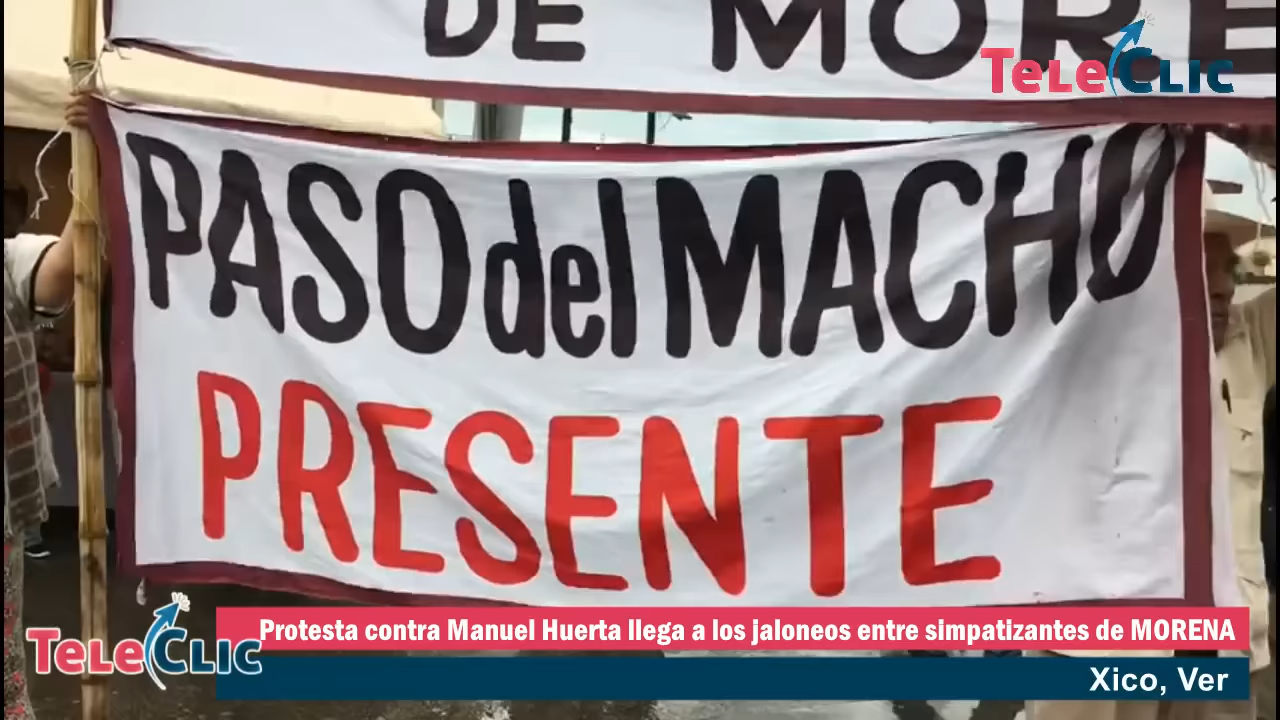 DE MORE
TELECLIC
PASO del MACHO
PRESENTE
TELECLIC
Protesta contra Manuel Huerta llega a los jaloneos entre simpatizantes de MORENA
Xico, Ver